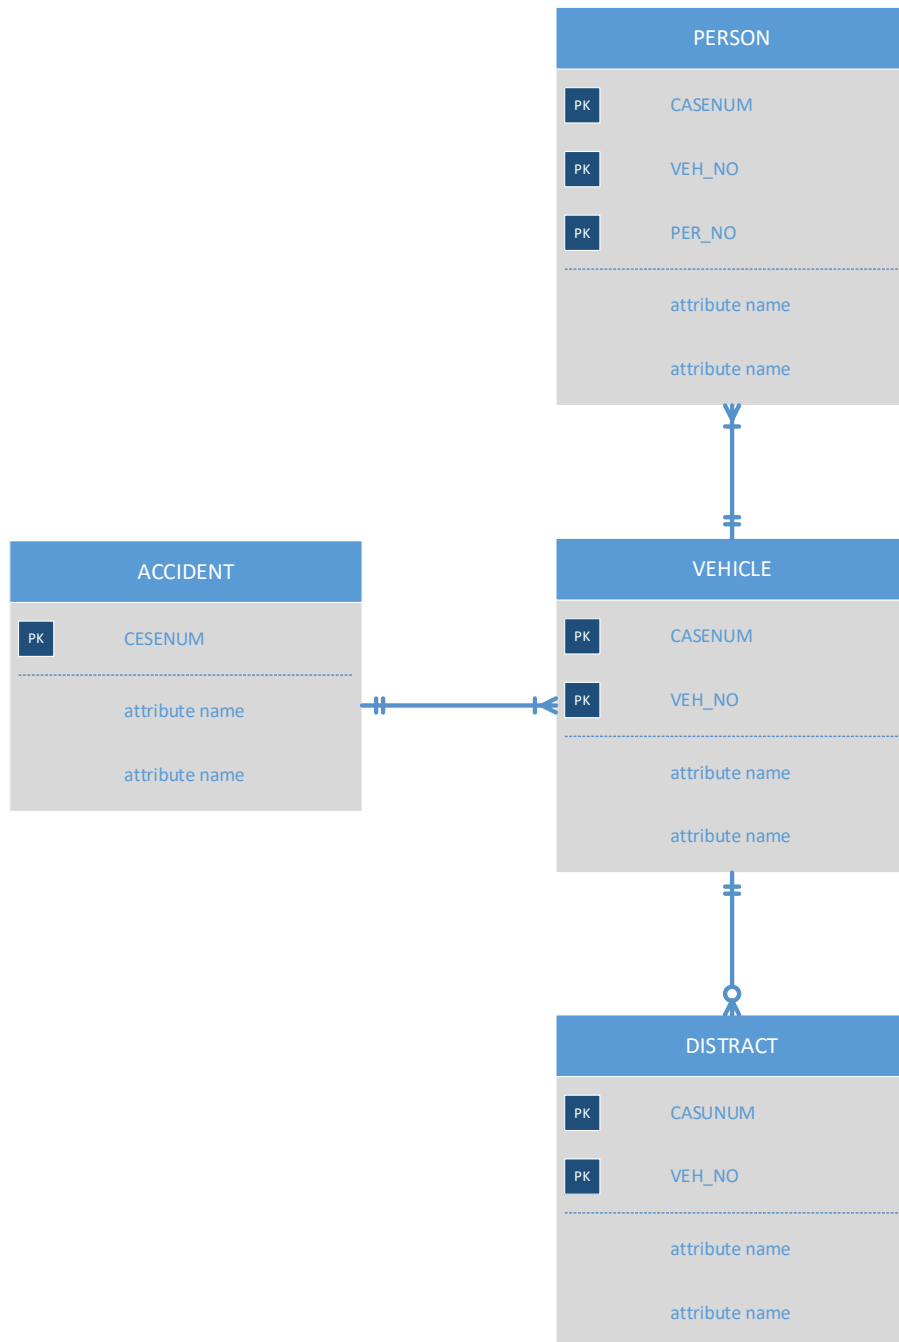 PERSON
PK CASENUM
PK VEH_NO
PK PER_NO
attribute name
attribute name
ACCIDENT
PK CESENUM
attribute name
attribute name
VEHICLE
PK CASENUM
PK VEH_NO
attribute name
attribute name
DISTRACT
PK CASUNUM
PK VEH_NO
attribute name
attribute name